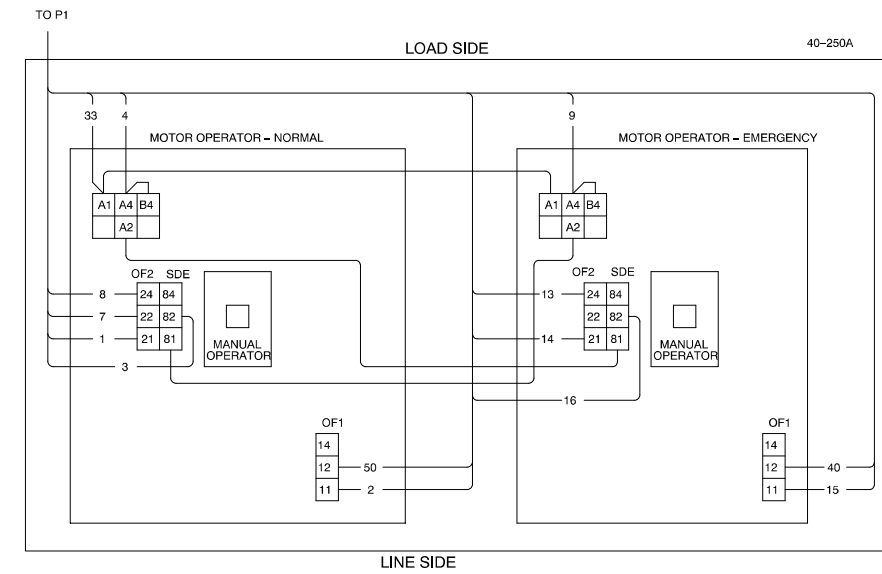 TO P1
LOAD SIDE
40–250A
33 4 9
MOTOR OPERATOR – NORMAL
MOTOR OPERATOR – EMERGENCY
A1 A4 B4
A2
A1 A4 B4
A2
OF2 SDE
8 24 84
7 22 82
1 21 81
3
MANUAL
OPERATOR
OF2 SDE
13 24 84
22 82
14 21 81
16
MANUAL
OPERATOR
OF1
14
12 50
11 2
OF1
14
12 40
11 15
LINE SIDE